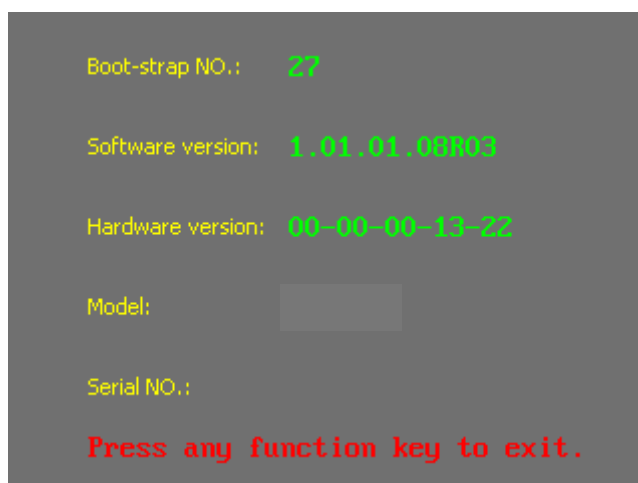 Boot-strap NO.: 27
Software version: 1.01.01.08R03
Hardware version: 00-00-00-13-22
Model:
Serial NO.:
Press any function key to exit.